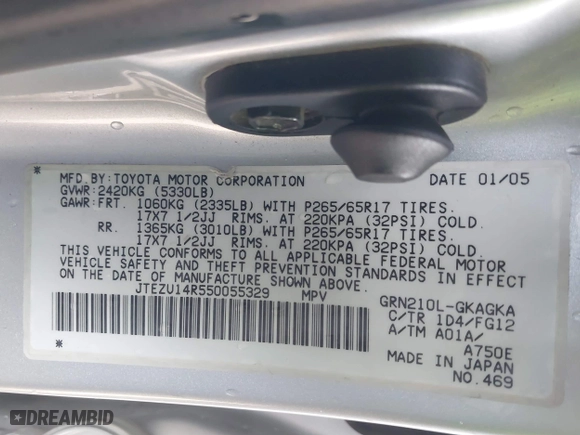 MFD.BY:TOYOTA MOTOR CORPORATION DATE 01/05
GVWR:2420KG (5330LB)
GAWR:FRT. 1060KG (2335LB) WITH P265/65R17 TIRES.
17X7 1/2JJ RIMS. AT 220KPA (32PSI) COLD.
RR. 1365KG (3010LB) WITH P265/65R17 TIRES.
17X7 1/2JJ RIMS. AT 220KPA (32PSI) COLD.
THIS VEHICLE CONFORMS TO ALL APPLICABLE FEDERAL MOTOR
VEHICLE SAFETY AND THEFT PREVENTION STANDARDS IN EFFECT
ON THE DATE OF MANUFACTURE SHOWN ABOVE.
JTEZU14R550055329 MPV GRN210L-GKAGKA
C/TR 1D4/FG12
A/TM A01A/
A750E
MADE IN JAPAN
NO.469
DREAMBID